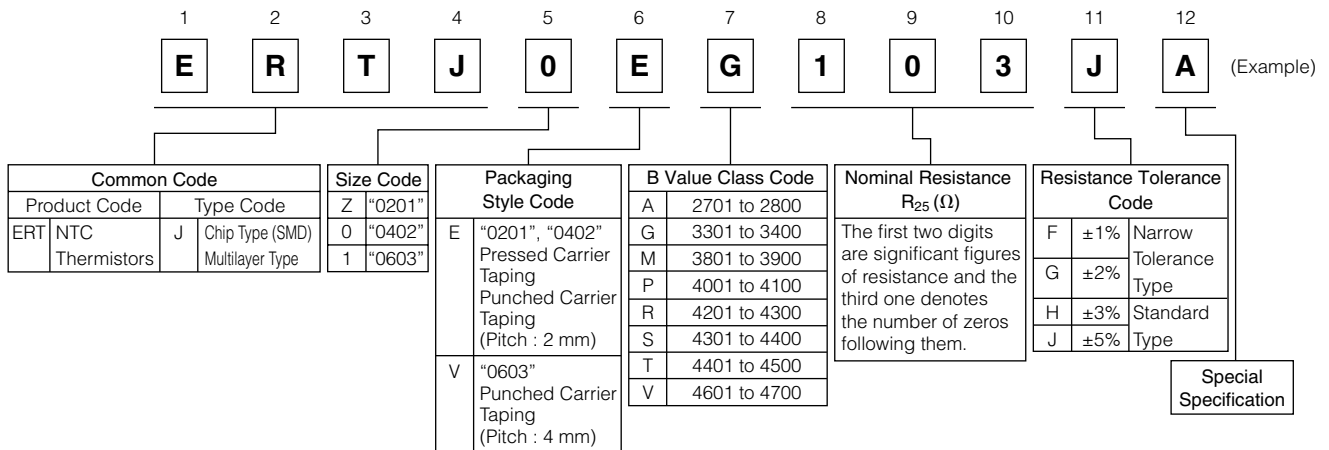 1 2 3 4 5 6 7 8 9 10 11 12
E R T J 0 E G 1 0 3 J A (Example)
Common Code
Product Code Type Code
ERT NTC Thermistors J Chip Type (SMD) Multilayer Type
Size Code
Z “0201”
0 “0402”
1 “0603”
Packaging
Style Code
E “0201”, “0402”
Pressed Carrier
Taping
Punched Carrier
Taping
(Pitch : 2 mm)
V “0603”
Punched Carrier
Taping
(Pitch : 4 mm)
B Value Class Code
A 2701 to 2800
G 3301 to 3400
M 3801 to 3900
P 4001 to 4100
R 4201 to 4300
S 4301 to 4400
T 4401 to 4500
V 4601 to 4700
Nominal Resistance
R25 (Ω)
The first two digits
are significant figures
of resistance and the
third one denotes
the number of zeros
following them.
Resistance Tolerance
Code
F ±1% Narrow
Tolerance
G ±2% Type
H ±3% Standard
J ±5% Type
Special
Specification